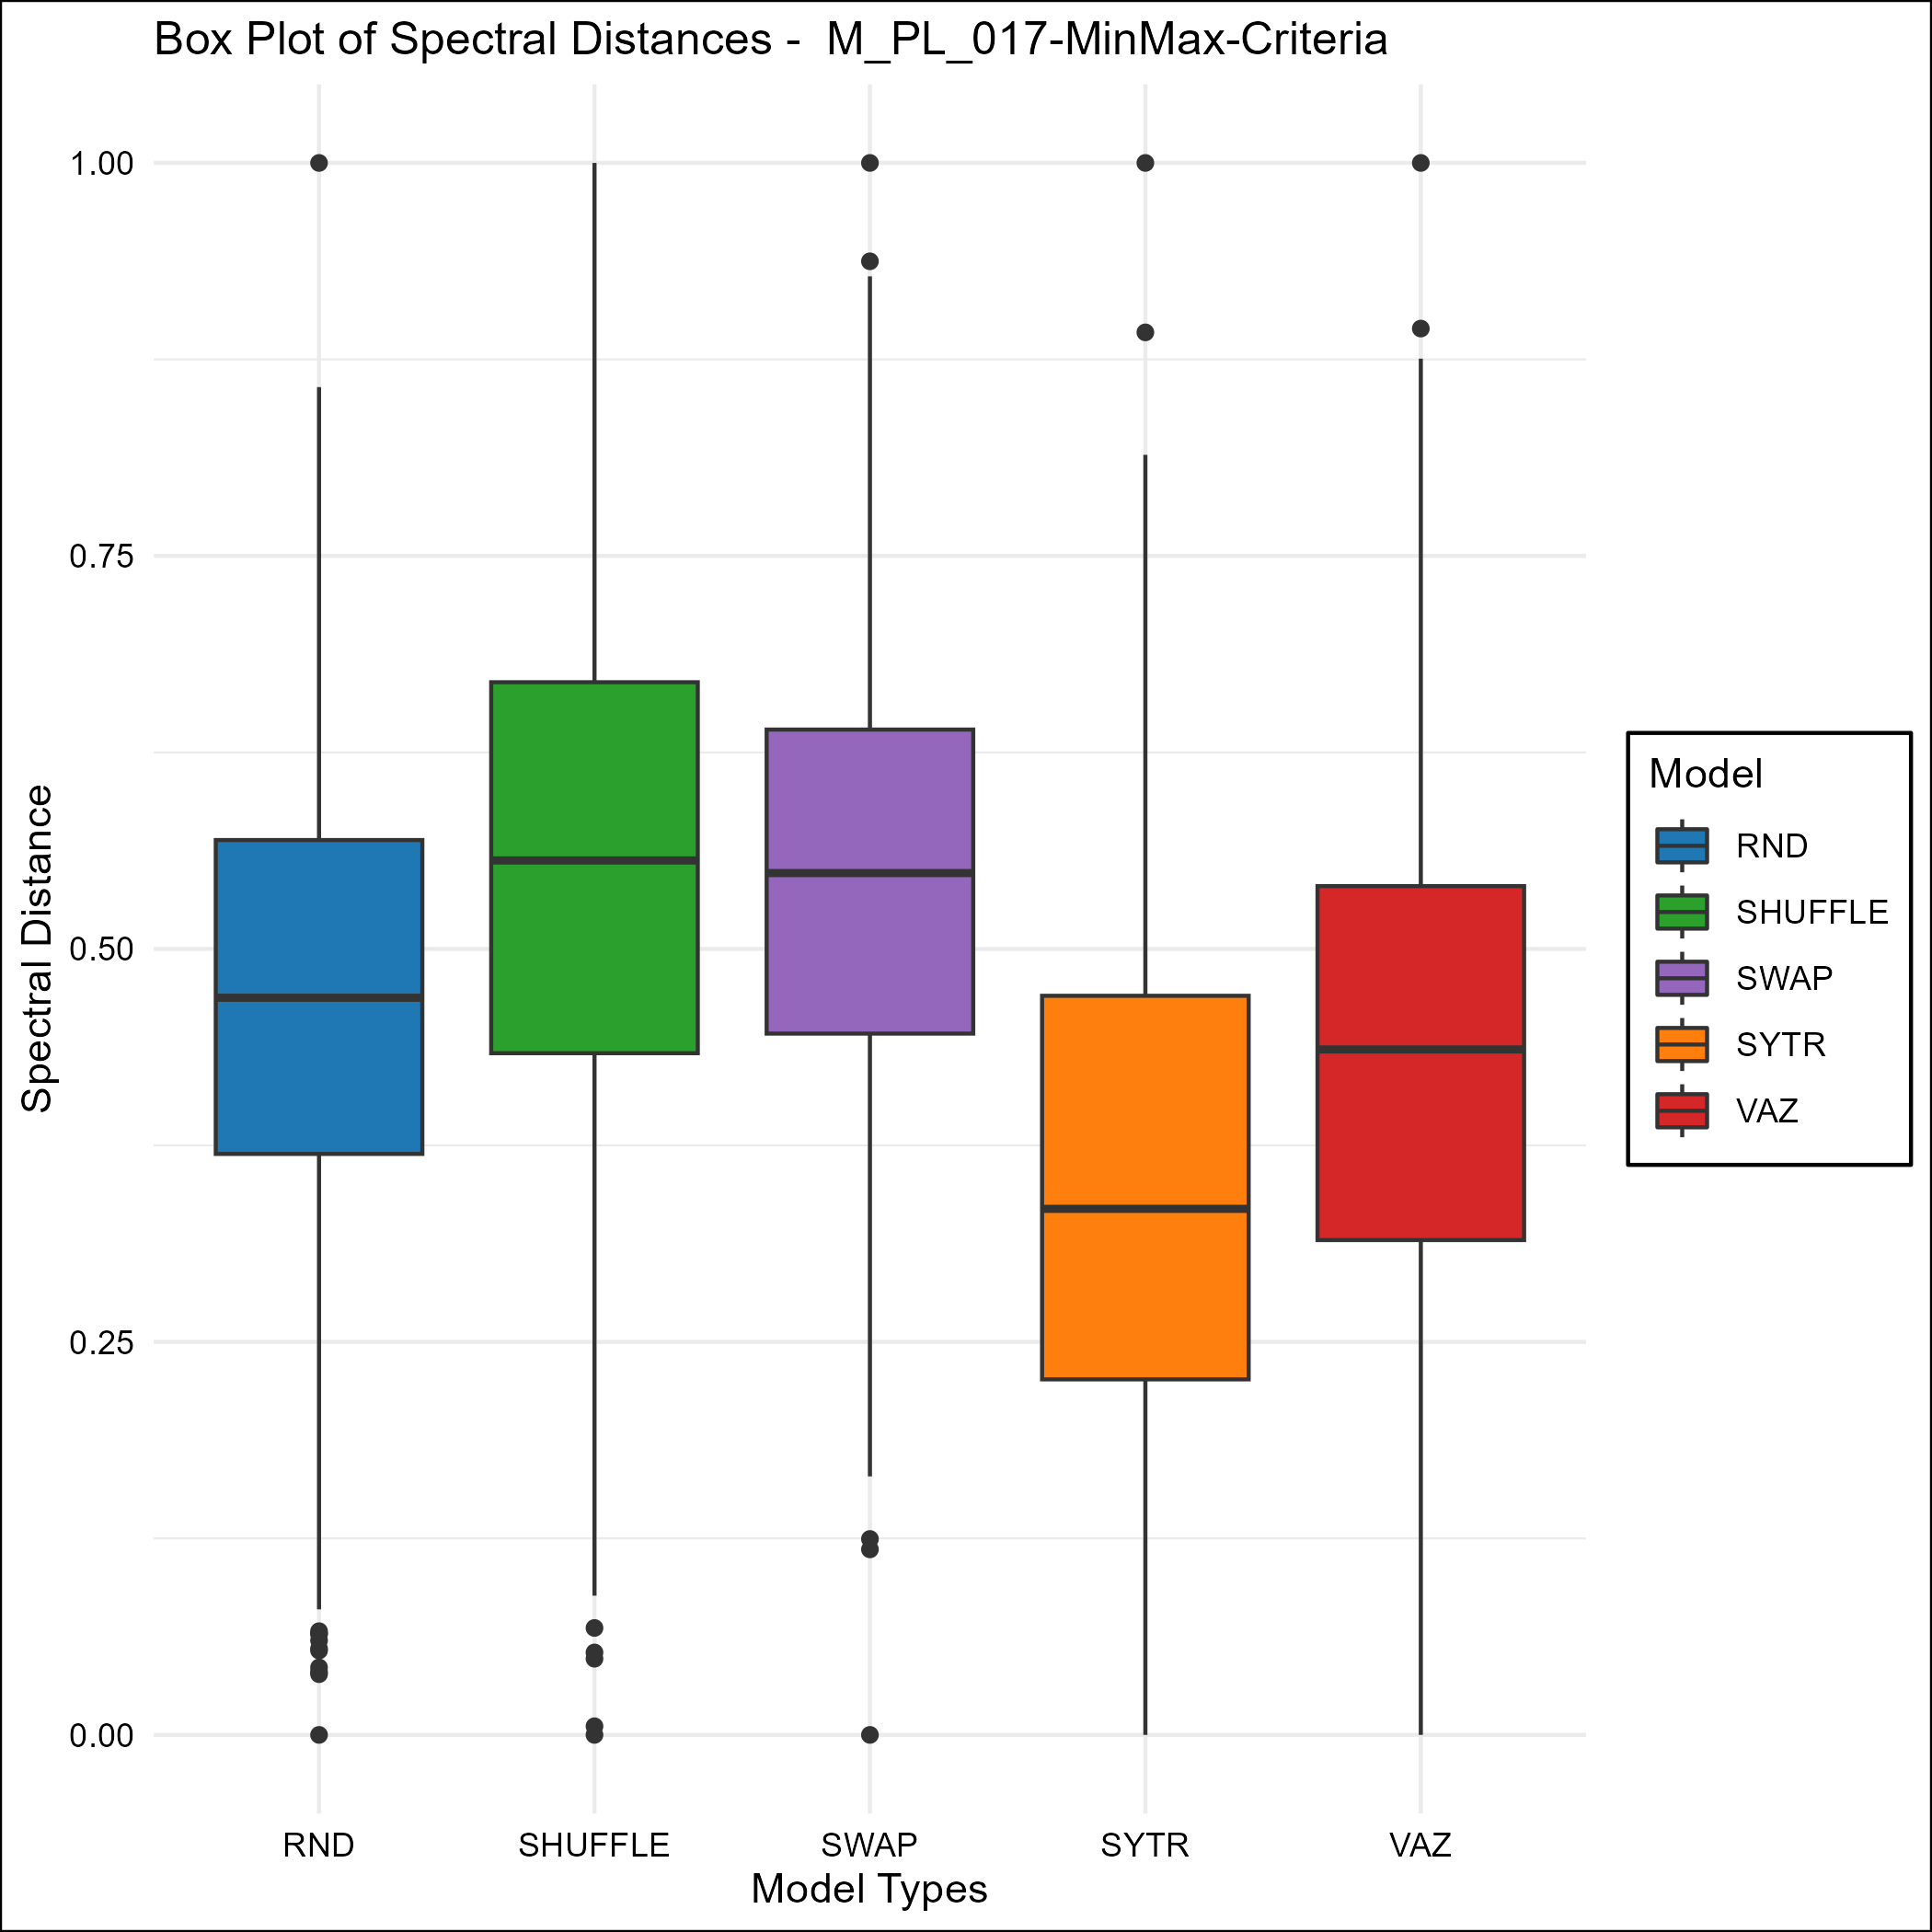 Box Plot of Spectral Distances -  M_PL_017-MinMax-Criteria
1.00
0.75
0.50
0.25
0.00
Spectral Distance
RND
SHUFFLE
SWAP
SYTR
VAZ
Model Types
Model
RND
SHUFFLE
SWAP
SYTR
VAZ